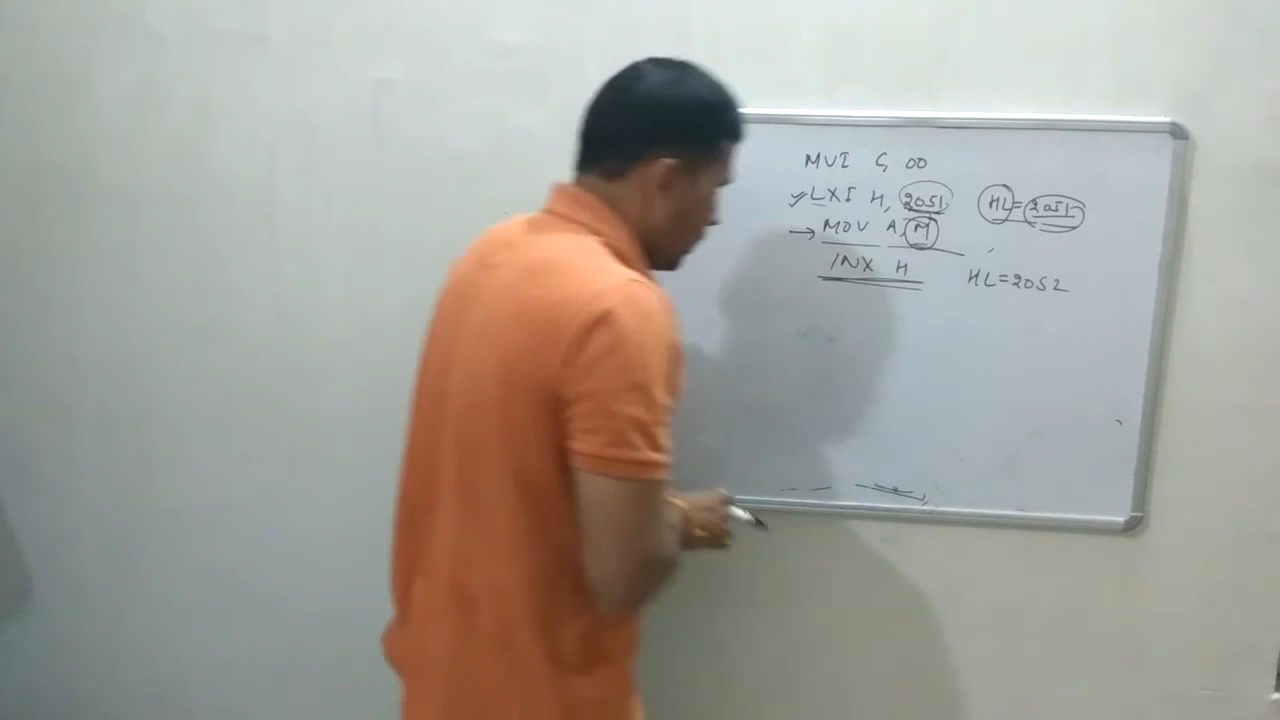 MVI C, 00
LXI H, 2051 HL=2051
→ MOV A, M
INX H HL=2052